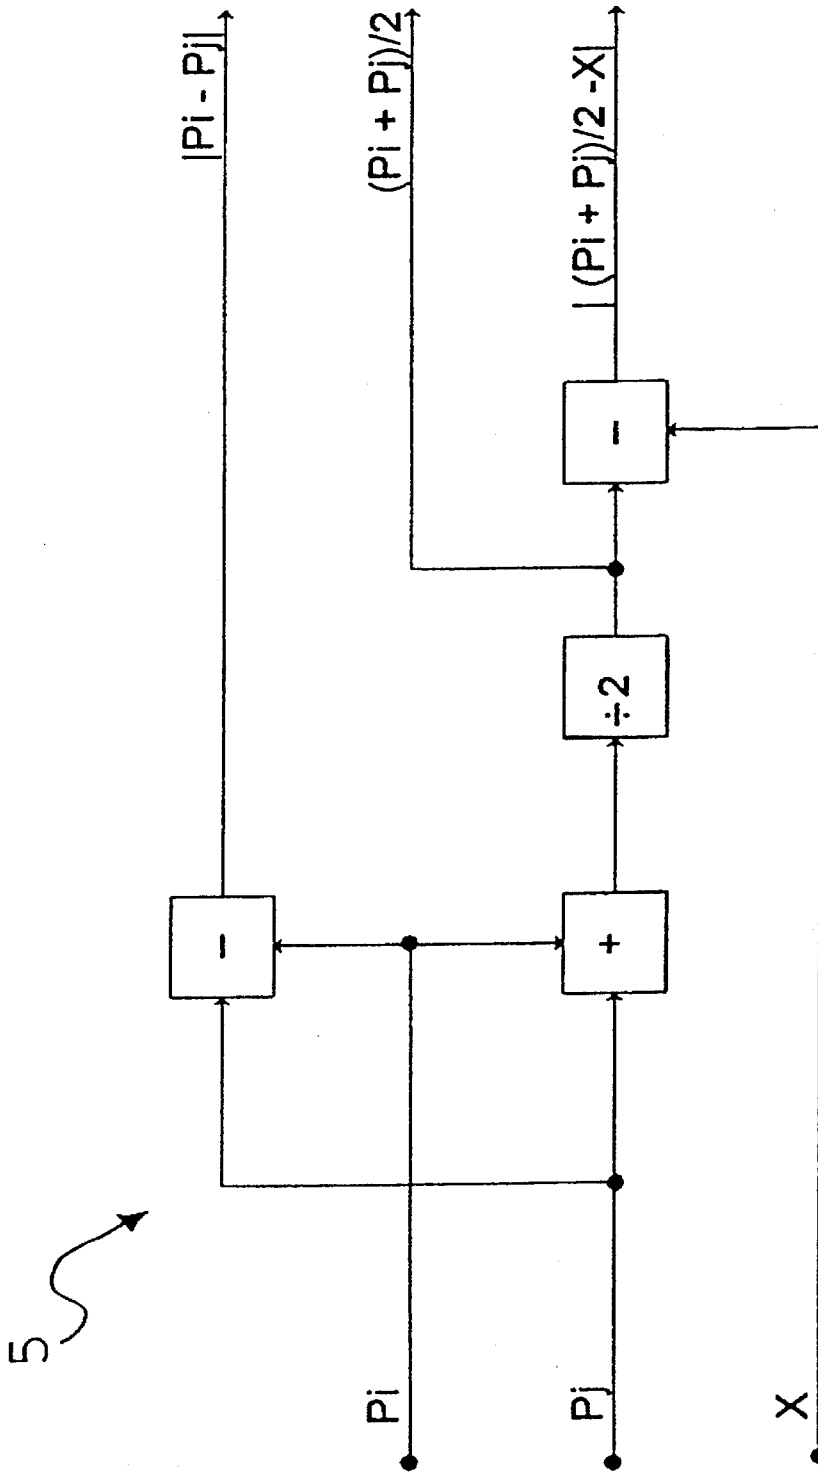 5
|Pi - Pj|
(Pi + Pj)/2
| (Pi + Pj)/2 -X|
-
-
÷2
+
Pi
Pj
X